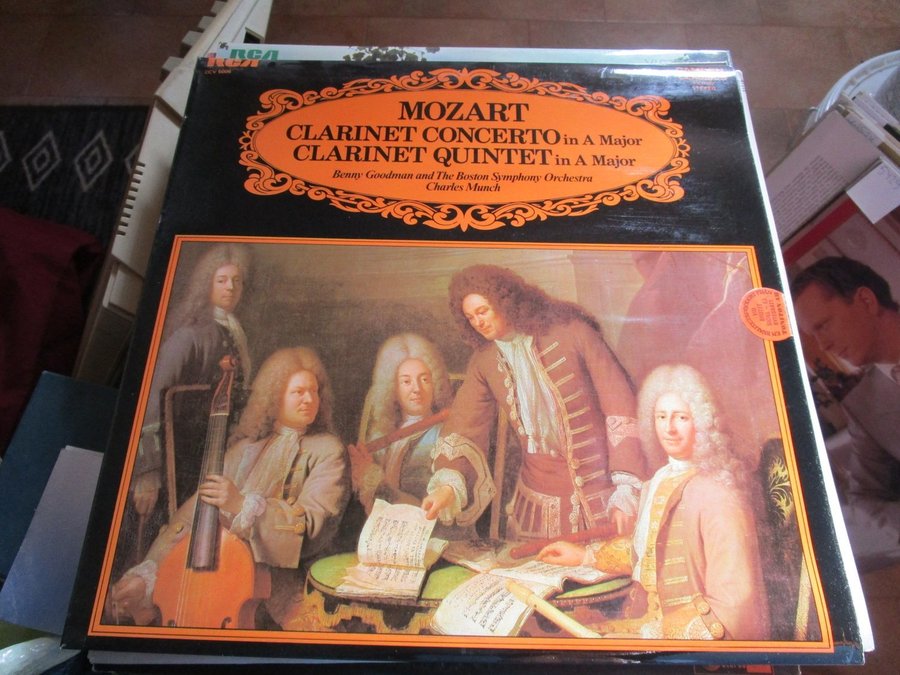 RCA
MOZART
CLARINET CONCERTO in A Major
CLARINET QUINTET in A Major
Benny Goodman and The Boston Symphony Orchestra
Charles Munch